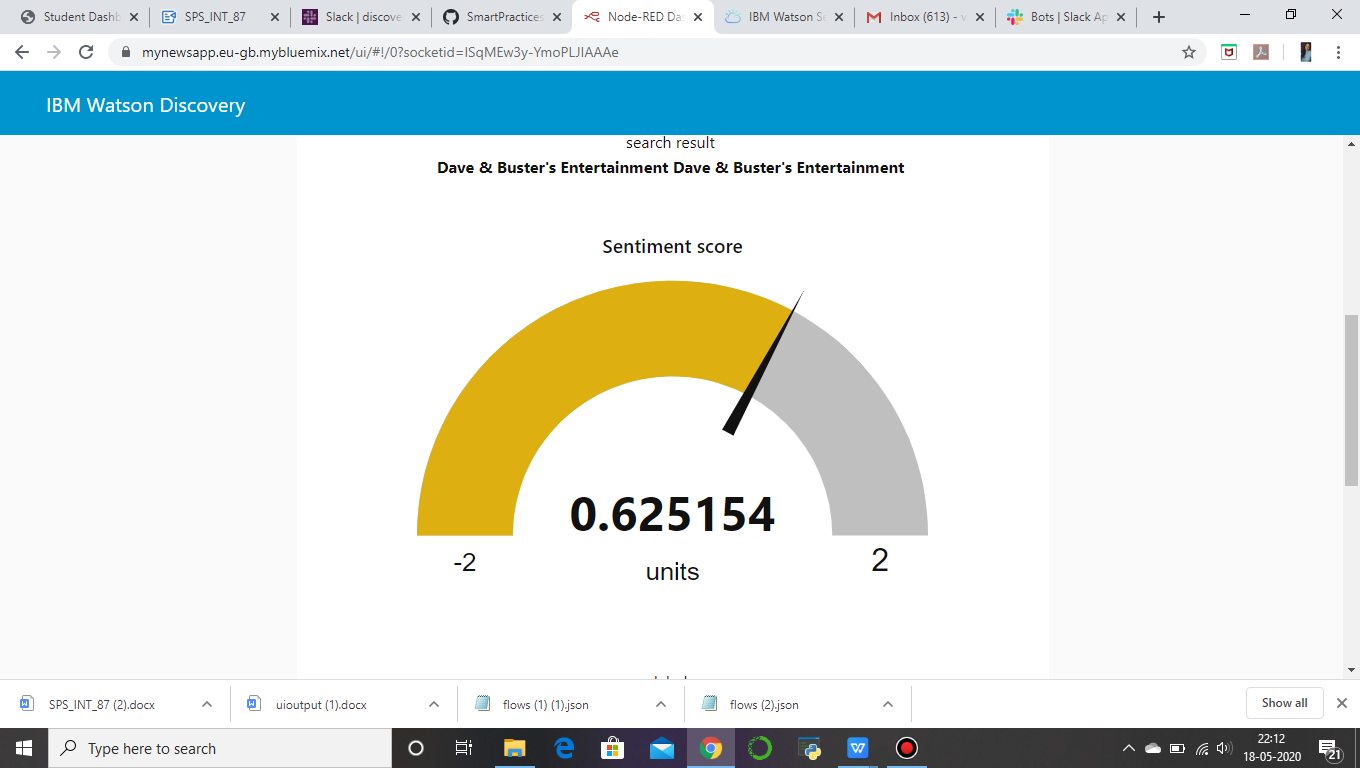 Student Dashb
SPS_INT_87
Slack | discove
SmartPractices
Node-RED Da
IBM Watson Se
Inbox (613) - v
Bots | Slack Ap
mynewsapp.eu-gb.mybluemix.net/ui/#!/0?socketid=ISqMEw3y-YmoPLJIAAAe
IBM Watson Discovery
search result
Dave & Buster's Entertainment Dave & Buster's Entertainment
Sentiment score
0.625154
-2
units
2
SPS_INT_87 (2).docx
uioutput (1).docx
flows (1) (1).json
flows (2).json
Show all
Type here to search
22:12
18-05-2020
21